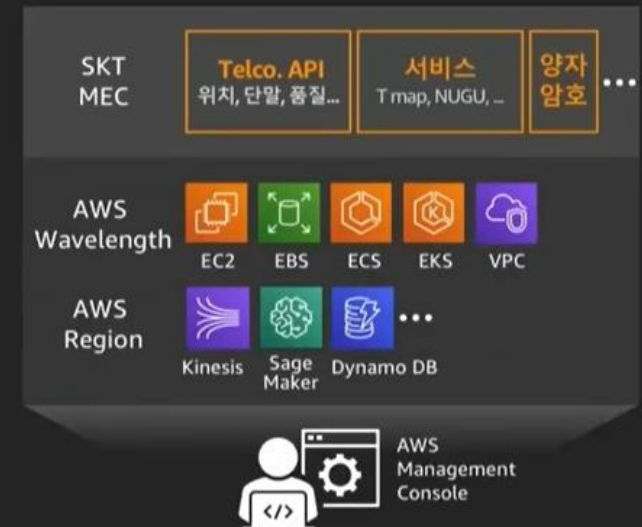 SKT
MEC
Telco. API
위치, 단말, 품질...
서비스
T map, NUGU, ..
양자
암호
...
AWS
Wavelength
EC2
EBS
ECS
EKS
VPC
AWS
Region
Kinesis
Sage
Maker
Dynamo DB
...
AWS
Management
Console
</>